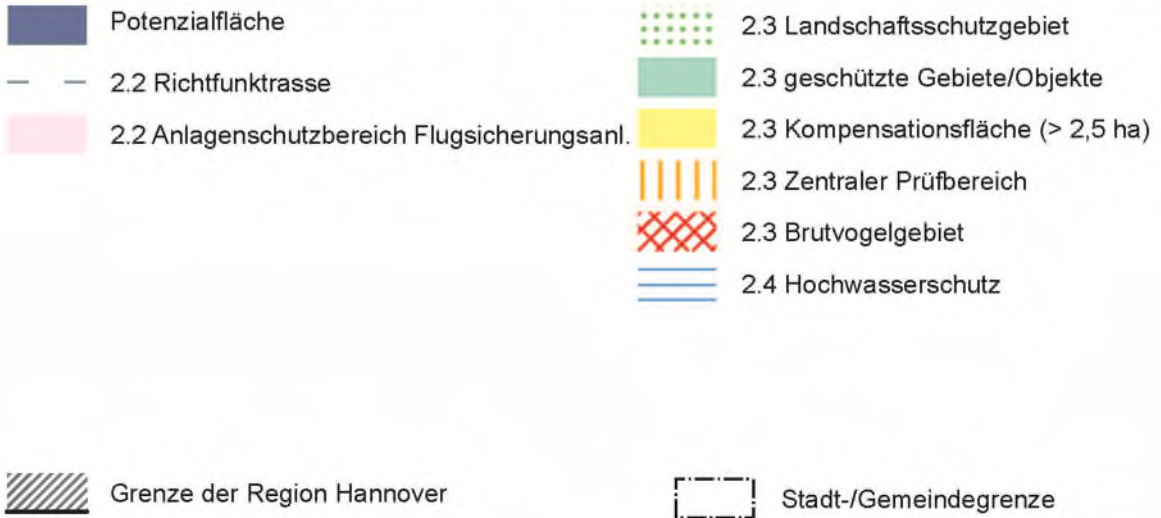 Potenzialfläche
2.2 Richtfunktrasse
2.2 Anlagenschutzbereich Flugsicherungsanl.
2.3 Landschaftsschutzgebiet
2.3 geschützte Gebiete/Objekte
2.3 Kompensationsfläche (> 2,5 ha)
2.3 Zentraler Prüfbereich
2.3 Brutvogelgebiet
2.4 Hochwasserschutz
Grenze der Region Hannover
Stadt-/Gemeindegrenze